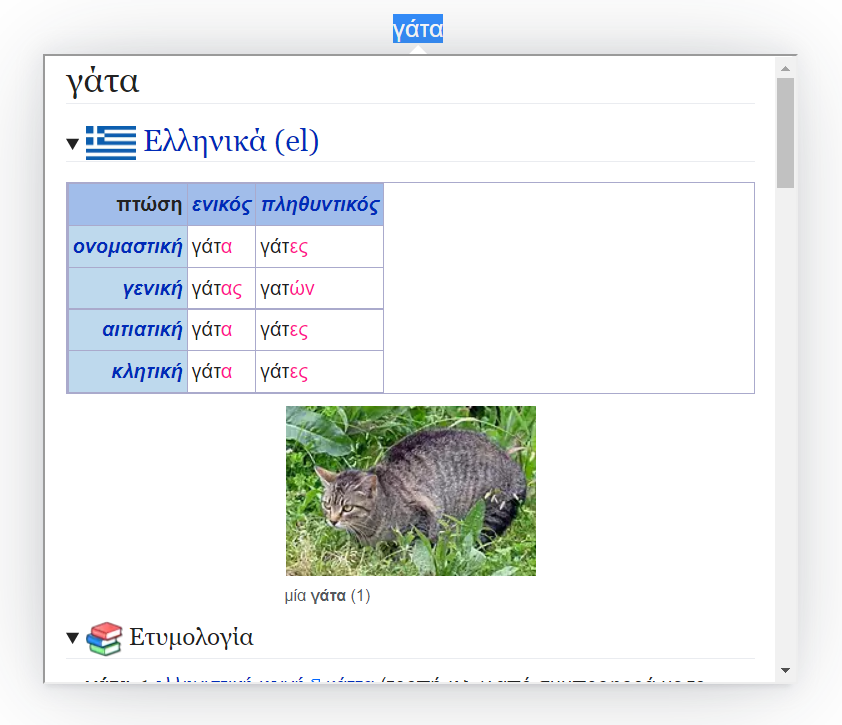 γάτα
γάτα
Ελληνικά (el)
πτώση ενικός πληθυντικός
ονομαστική γάτα γάτες
γενική γάτας γατών
αιτιατική γάτα γάτες
κλητική γάτα γάτες
μία γάτα (1)
Ετυμολογία